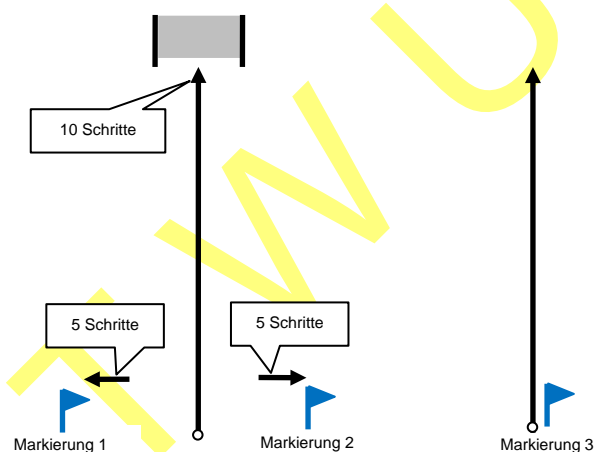 10 Schritte
5 Schritte
5 Schritte
Markierung 1
Markierung 2
Markierung 3